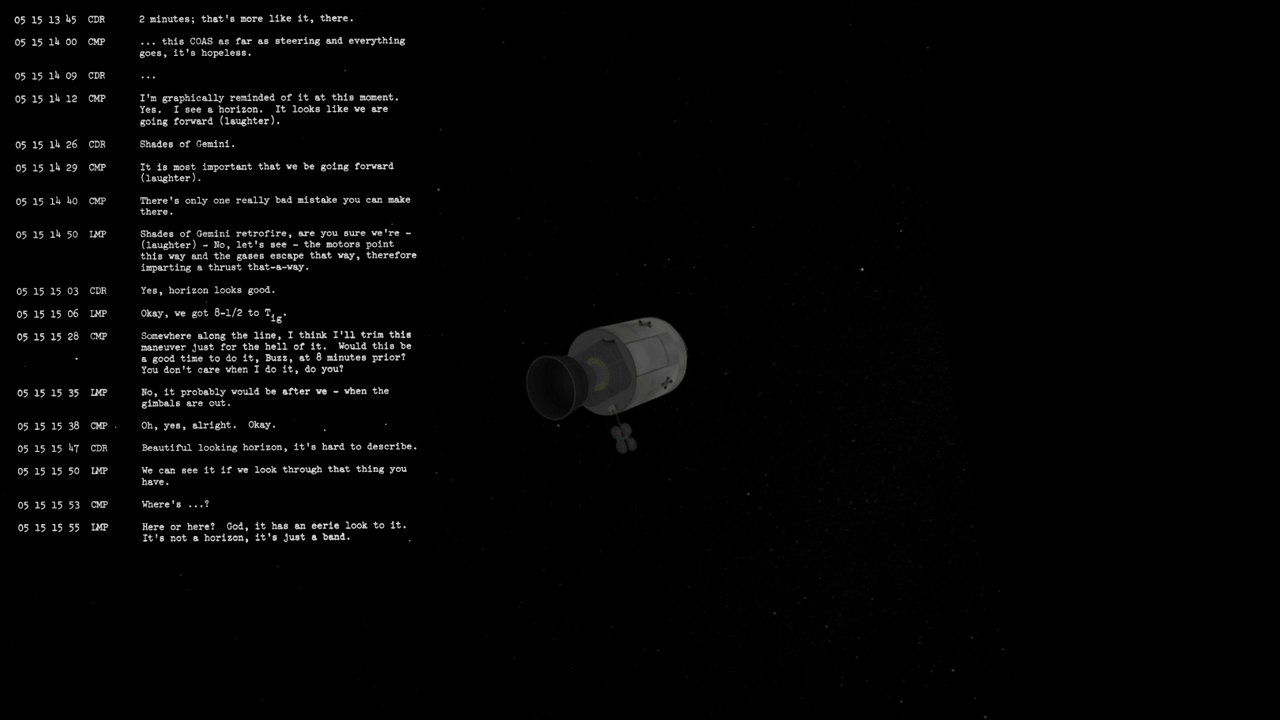 05 15 13 45 CDR 2 minutes; that's more like it, there.
05 15 14 00 CMP ... this COAS as far as steering and everything
goes, it's hopeless.
05 15 14 09 CDR ...
05 15 14 12 CMP I'm graphically reminded of it at this moment.
Yes. I see a horizon. It looks like we are
going forward (laughter).
05 15 14 26 CDR Shades of Gemini.
05 15 14 29 CMP It is most important that we be going forward
(laughter).
05 15 14 40 CMP There's only one really bad mistake you can make
there.
05 15 14 50 LMP Shades of Gemini retrofire, are you sure we're -
(laughter) - No, let's see - the motors point
this way and the gases escape that way, therefore
imparting a thrust that-a-way.
05 15 15 03 CDR Yes, horizon looks good.
05 15 15 06 LMP Okay, we got 8-1/2 to Tig.
05 15 15 28 CMP Somewhere along the line, I think I'll trim this
maneuver just for the hell of it. Would this be
a good time to do it, Buzz, at 8 minutes prior?
You don't care when I do it, do you?
05 15 15 35 LMP No, it probably would be after we - when the
gimbals are out.
05 15 15 38 CMP Oh, yes, alright. Okay.
05 15 15 47 CDR Beautiful looking horizon, it's hard to describe.
05 15 15 50 LMP We can see it if we look through that thing you
have.
05 15 15 53 CMP Where's ...?
05 15 15 55 LMP Here or here? God, it has an eerie look to it.
It's not a horizon, it's just a band.